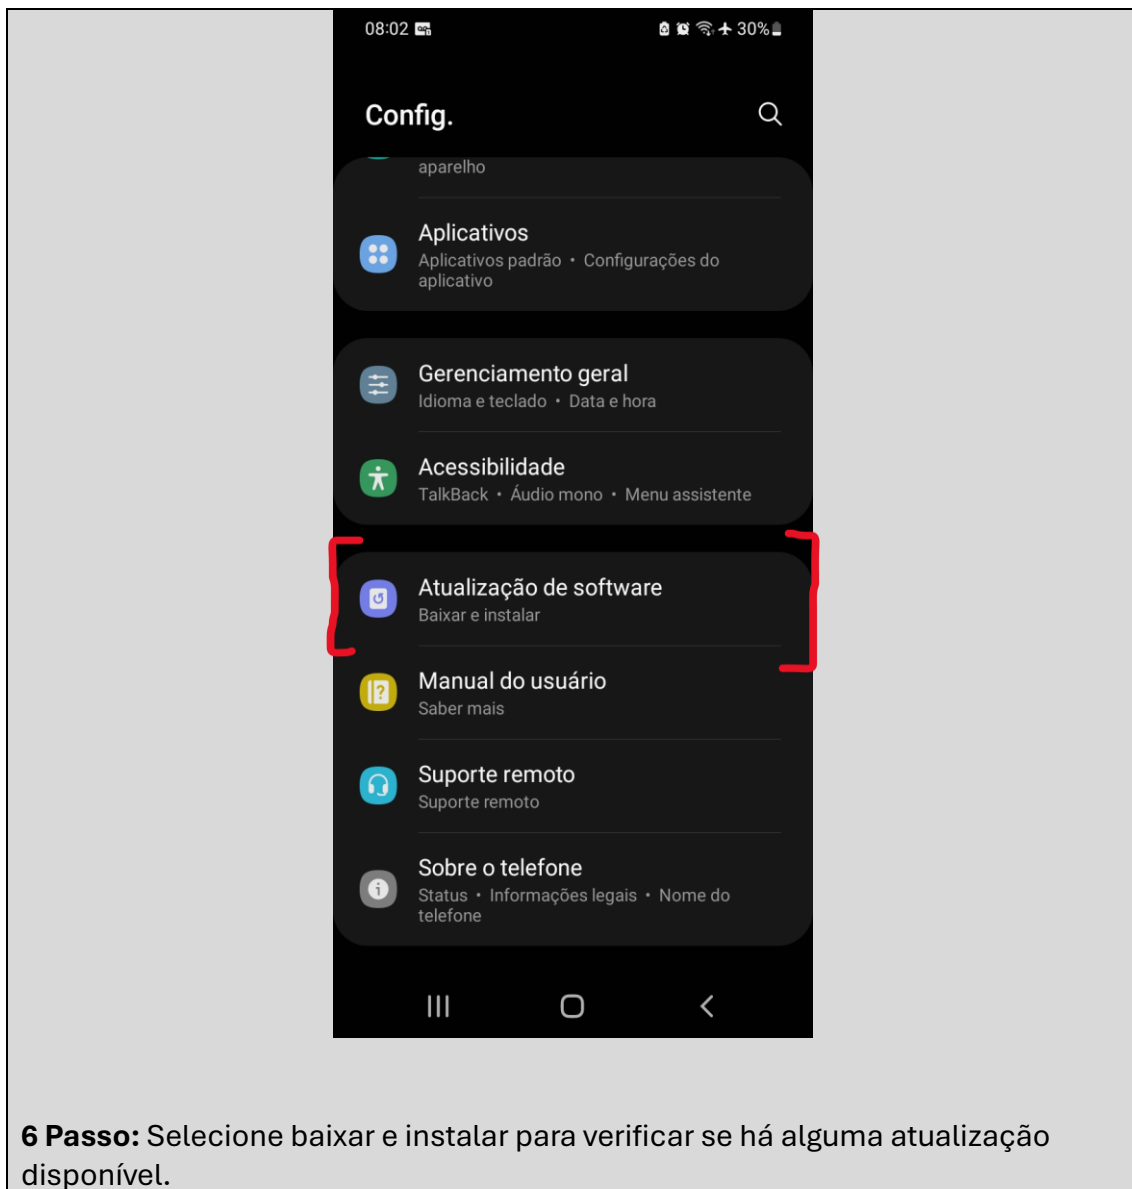 08:02 30%
Config.
aparelho
Aplicativos
Aplicativos padrão • Configurações do
aplicativo
Gerenciamento geral
Idioma e teclado • Data e hora
Acessibilidade
TalkBack • Áudio mono • Menu assistente
Atualização de software
Baixar e instalar
Manual do usuário
Saber mais
Suporte remoto
Suporte remoto
Sobre o telefone
Status • Informações legais • Nome do
telefone
6 Passo: Selecione baixar e instalar para verificar se há alguma atualização
disponível.